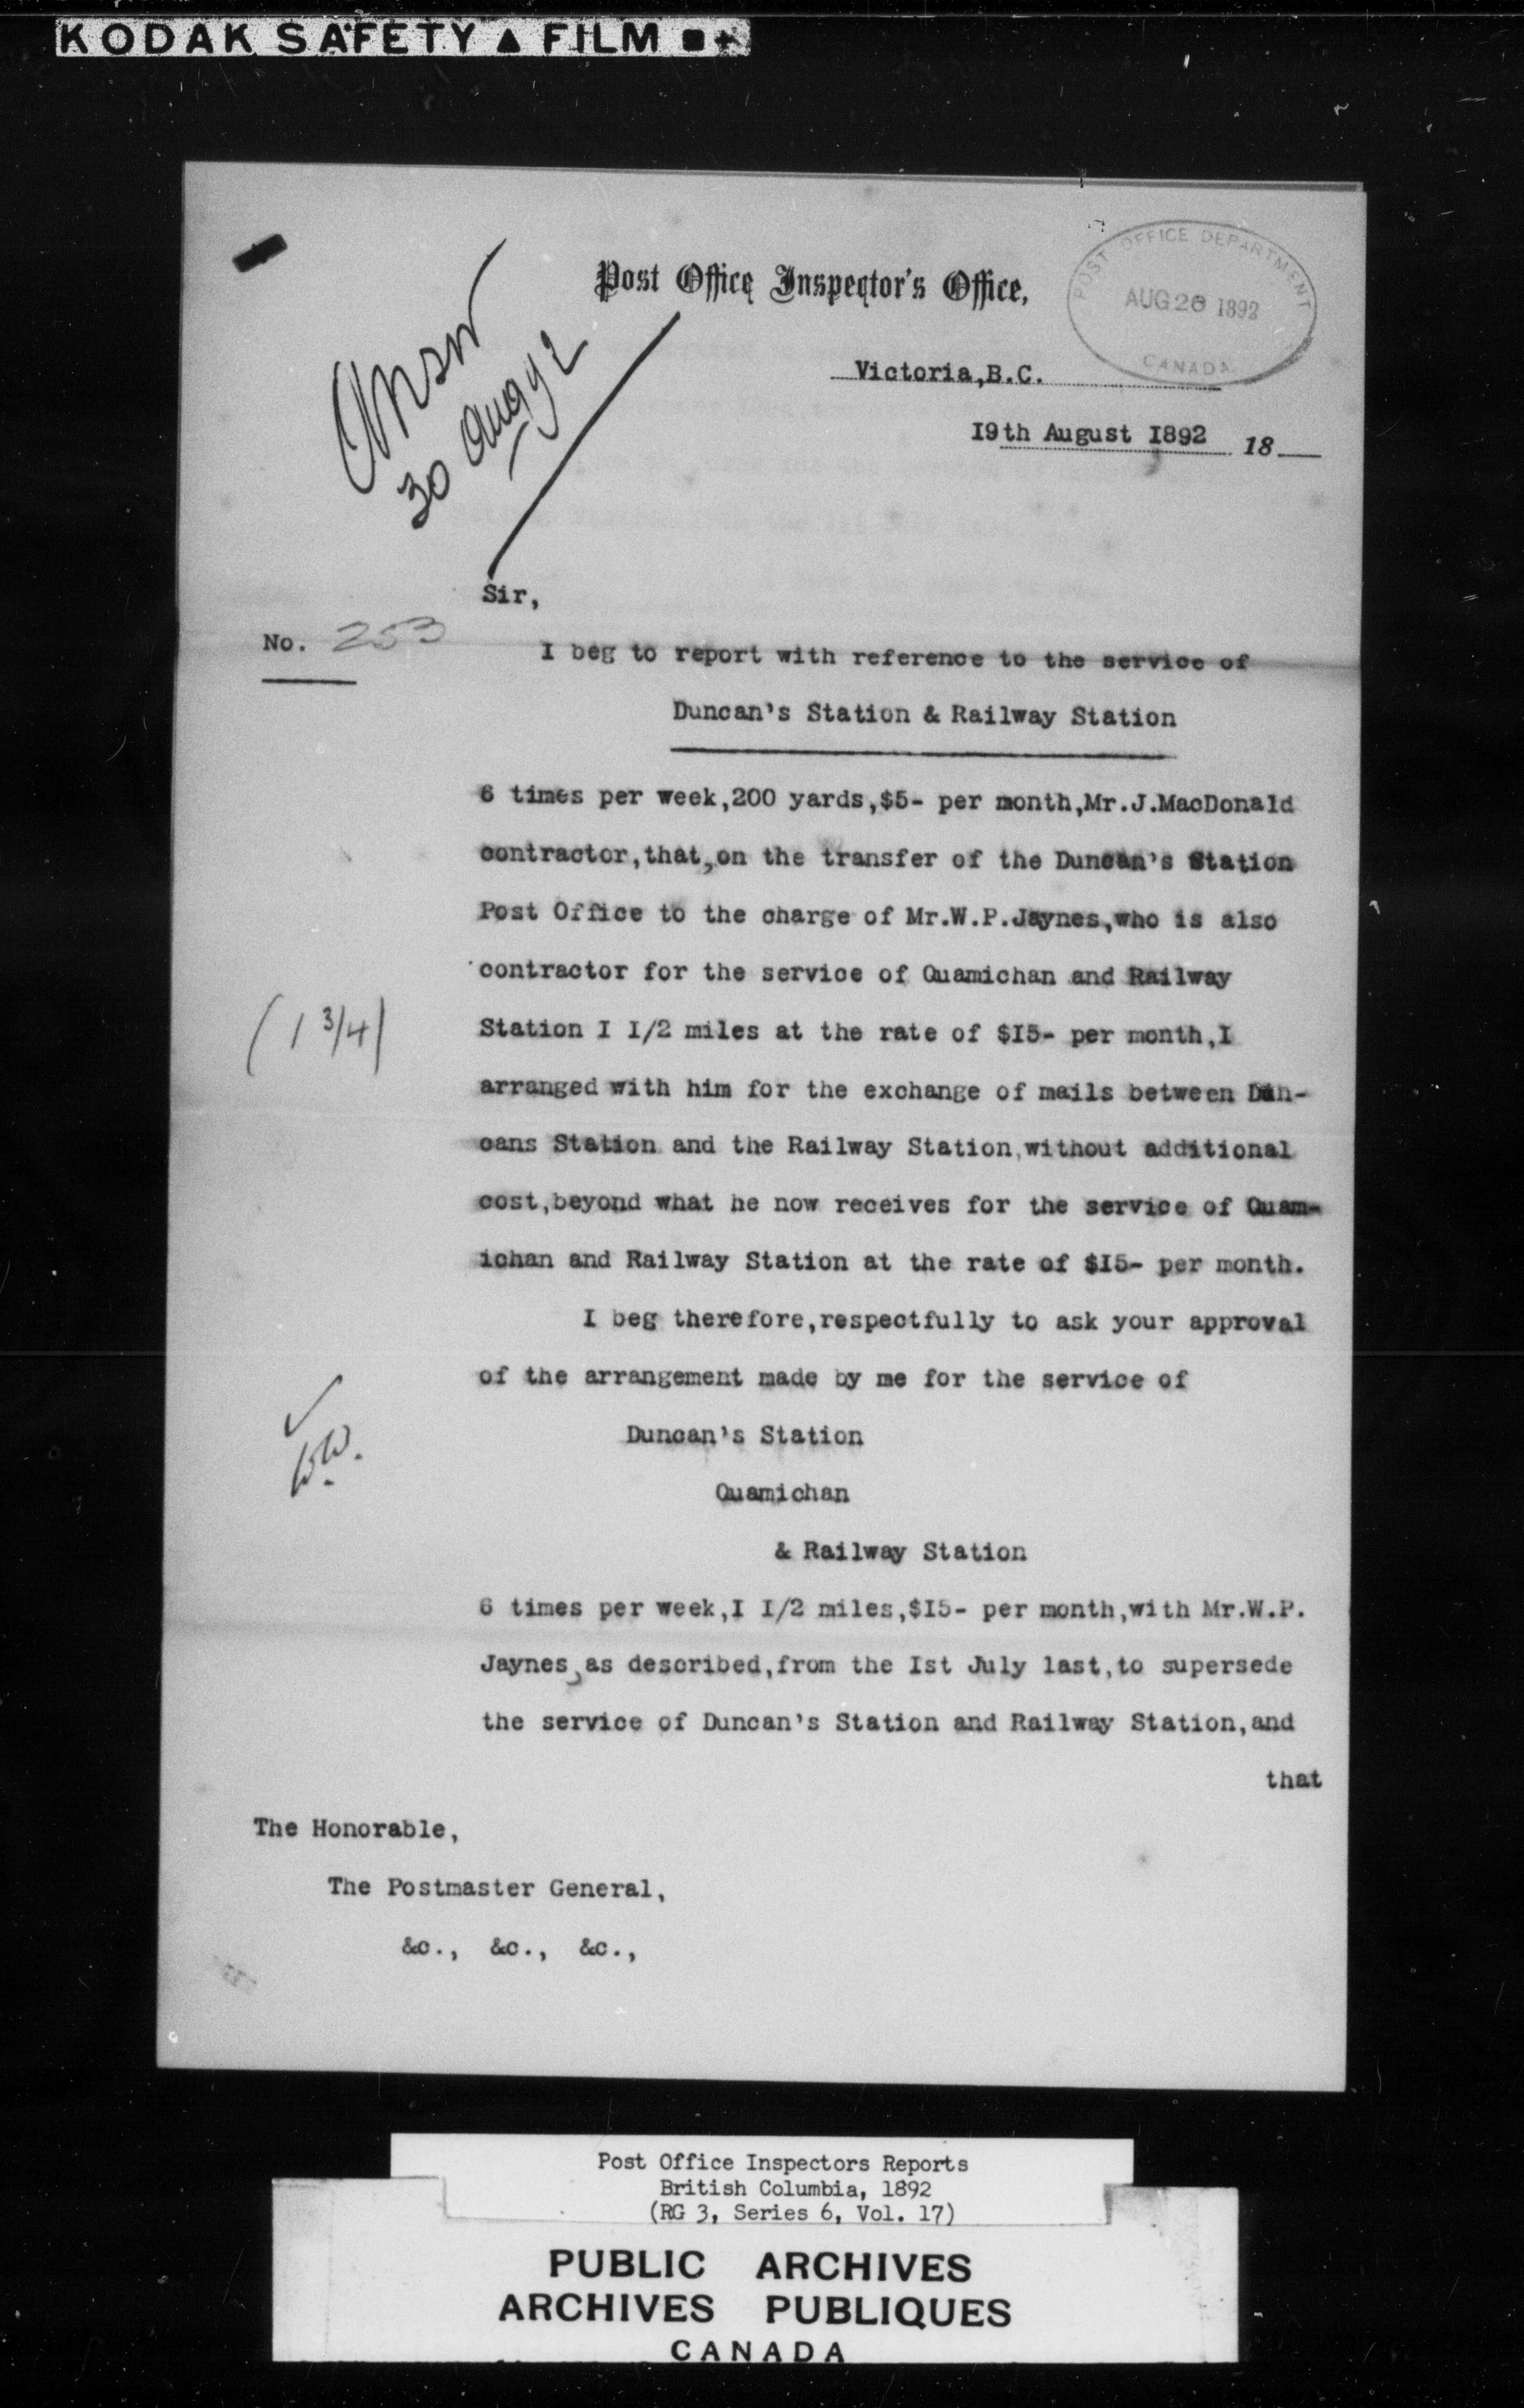 KODAK SAFETY ▲ FILM ■+
Post Office Inspector's Office,
POST OFFICE DEPARTMENT
AUG 26 1892
CANADA
Victoria,B.C.
I9th August I892 18
Answ
30 Aug 92
Sir,
No. 253
I beg to report with reference to the service of
Duncan's Station & Railway Station
6 times per week,200 yards,$5- per month,Mr.J.MacDonald
contractor,that,on the transfer of the Duncan's Station
Post Office to the charge of Mr.W.P.Jaynes,who is also
contractor for the service of Quamichan and Railway
(1 3/4)
Station I I/2 miles at the rate of $I5- per month,I
arranged with him for the exchange of mails between Dun-
cans Station and the Railway Station,without additional
cost,beyond what he now receives for the service of Quam-
ichan and Railway Station at the rate of $I5- per month.
I beg therefore,respectfully to ask your approval
of the arrangement made by me for the service of
Duncan's Station
Quamichan
& Railway Station
6 times per week,I I/2 miles,$I5- per month,with Mr.W.P.
Jaynes,as described,from the Ist July last,to supersede
the service of Duncan's Station and Railway Station,and
that
The Honorable,
The Postmaster General,
&c., &c., &c.,
Post Office Inspectors Reports
British Columbia, 1892
(RG 3, Series 6, Vol. 17)
PUBLIC ARCHIVES
ARCHIVES PUBLIQUES
CANADA